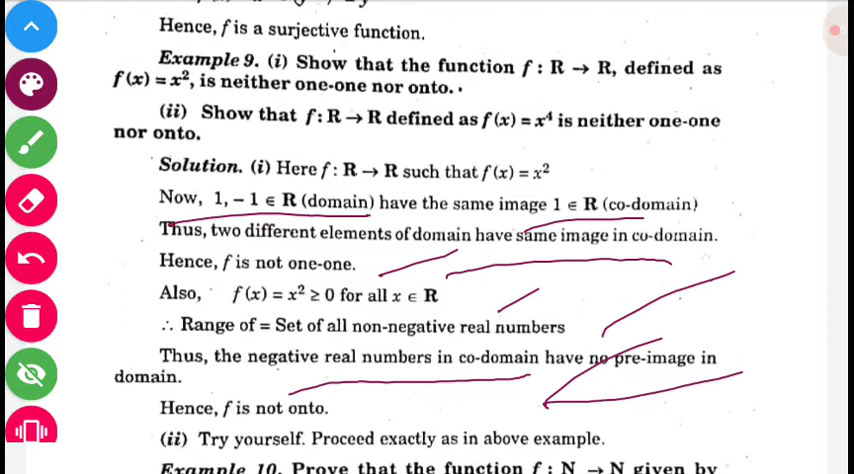 Hence, f is a surjective function.
Example 9. (i) Show that the function f : R → R, defined as
f(x) = x², is neither one-one nor onto.
(ii) Show that f : R → R defined as f(x) = x⁴ is neither one-one
nor onto.
Solution. (i) Here f : R → R such that f(x) = x²
Now, 1, – 1 ∈ R (domain) have the same image 1 ∈ R (co-domain)
Thus, two different elements of domain have same image in co-domain.
Hence, f is not one-one.
Also, f(x) = x² ≥ 0 for all x ∈ R
∴ Range of = Set of all non-negative real numbers
Thus, the negative real numbers in co-domain have no pre-image in
domain.
Hence, f is not onto.
(ii) Try yourself. Proceed exactly as in above example.
Example 10. Prove that the function f : N → N given by